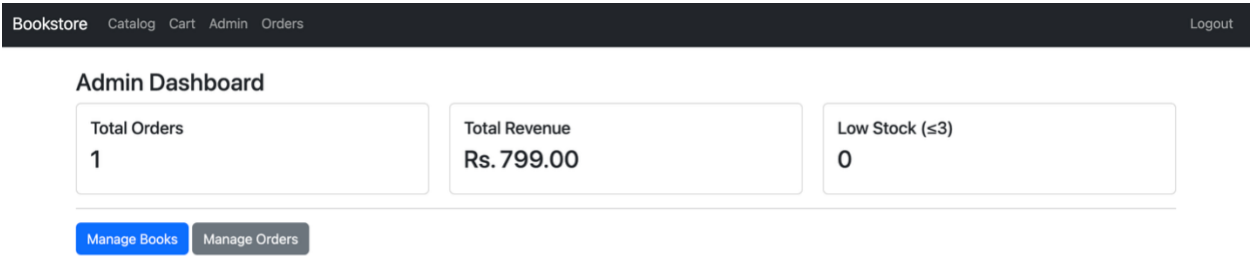 Bookstore Catalog Cart Admin Orders Logout
Admin Dashboard
Total Orders Total Revenue Low Stock (≤3)
1 Rs. 799.00 0
Manage Books Manage Orders